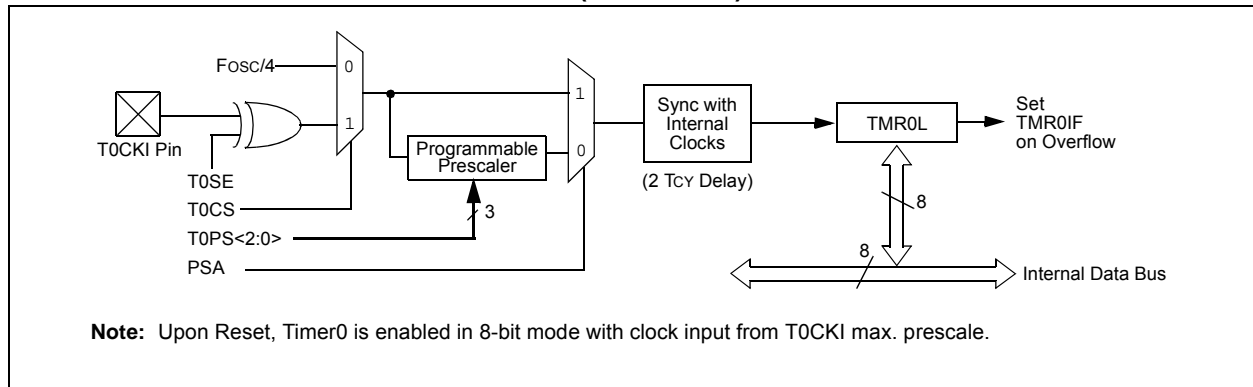 Fosc/4
0
1
T0CKI Pin
T0SE
T0CS
T0PS<2:0>
PSA
Programmable
Prescaler
3
1
0
Sync with
Internal
Clocks
(2 TCY Delay)
TMR0L
Set
TMR0IF
on Overflow
8
8
Internal Data Bus
Note: Upon Reset, Timer0 is enabled in 8-bit mode with clock input from T0CKI max. prescale.